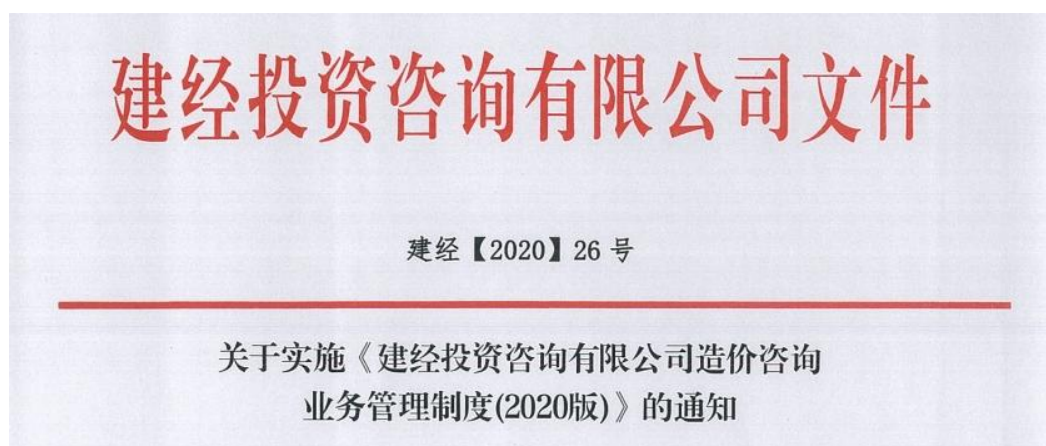 建经投资咨询有限公司文件
建经【2020】26 号
关于实施《建经投资咨询有限公司造价咨询
业务管理制度(2020版)》的通知